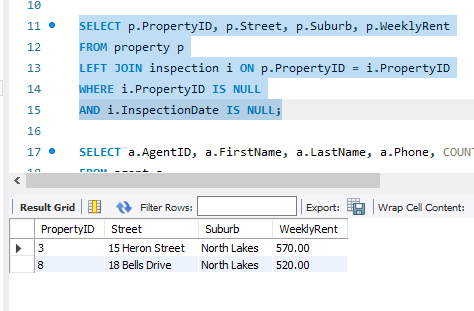 10
11 SELECT p.PropertyID, p.Street, p.Suburb, p.WeeklyRent
12 FROM property p
13 LEFT JOIN inspection i ON p.PropertyID = i.PropertyID
14 WHERE i.PropertyID IS NULL
15 AND i.InspectionDate IS NULL;
16
17 SELECT a.AgentID, a.FirstName, a.LastName, a.Phone, COUNT
18 FROM agent a
Result Grid Filter Rows: Export: Wrap Cell Content:
PropertyID Street Suburb WeeklyRent
3 15 Heron Street North Lakes 570.00
8 18 Bells Drive North Lakes 520.00